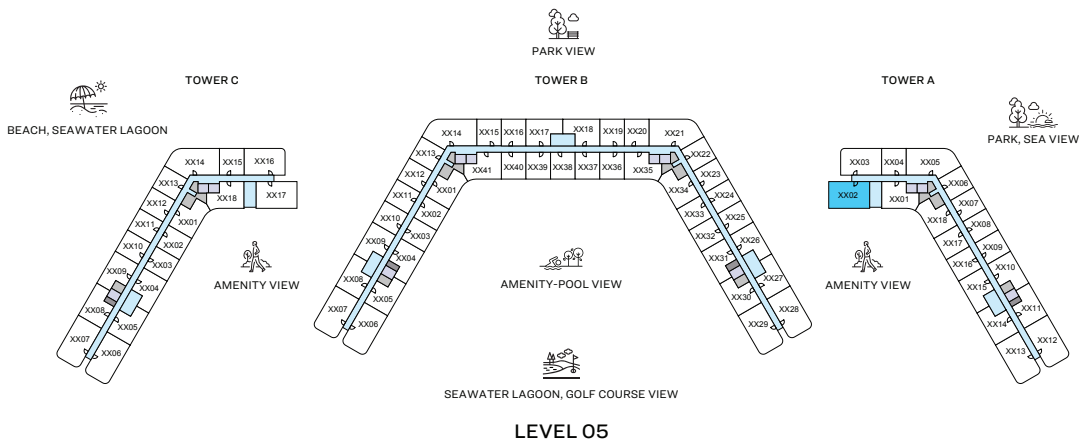 PARK VIEW
TOWER C
TOWER B
TOWER A
BEACH, SEAWATER LAGOON
PARK, SEA VIEW
XX14
XX15
XX16
XX13
XX17
XX12
XX18
XX11
XX01
XX10
XX02
XX09
XX03
XX08
XX04
XX07
XX05
XX06
AMENITY VIEW
XX14
XX15
XX16
XX17
XX18
XX19
XX20
XX21
XX13
XX41
XX40
XX39
XX38
XX37
XX36
XX35
XX22
XX12
XX01
XX34
XX23
XX11
XX02
XX33
XX24
XX10
XX03
XX32
XX25
XX09
XX04
XX31
XX26
XX08
XX05
XX30
XX27
XX07
XX06
XX29
XX28
AMENITY-POOL VIEW
XX03
XX04
XX05
XX02
XX01
XX06
XX18
XX07
XX17
XX08
XX16
XX09
XX15
XX10
XX14
XX11
XX13
XX12
AMENITY VIEW
SEAWATER LAGOON, GOLF COURSE VIEW
LEVEL 05